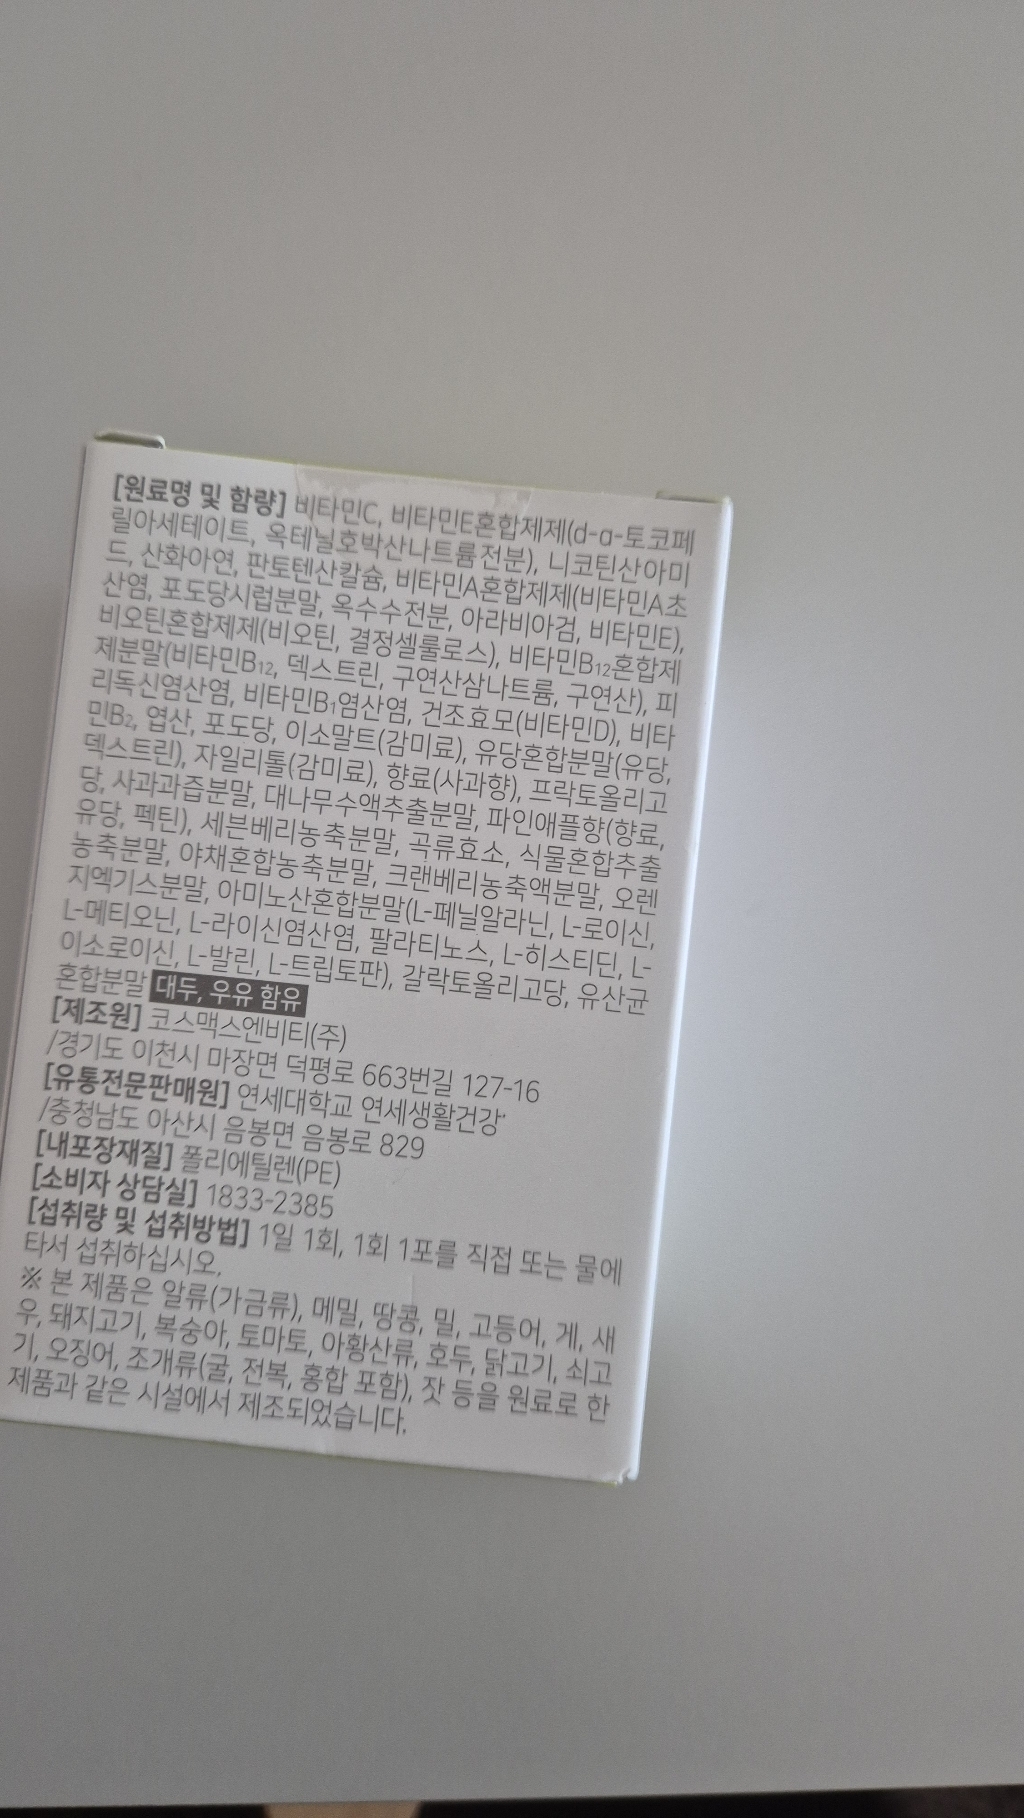 [원료명 및 함량] 비타민C, 비타민E혼합제제(d-α-토코페
릴아세테이트, 옥테닐호박산나트륨전분), 니코틴산아미
드, 산화아연, 판토텐산칼슘, 비타민A혼합제제(비타민A초
산염, 포도당시럽분말, 옥수수전분, 아라비아검, 비타민E),
비오틴혼합제제(비오틴, 결정셀룰로스), 비타민B₁₂혼합제
제분말(비타민B₁₂, 덱스트린, 구연산삼나트륨, 구연산), 피
리독신염산염, 비타민B₁염산염, 건조효모(비타민D), 비타
민B₂, 엽산, 포도당, 이소말트(감미료), 유당혼합분말(유당,
덱스트린), 자일리톨(감미료), 향료(사과향), 프락토올리고
당, 사과과즙분말, 대나무수액추출분말, 파인애플향(향료,
유당, 펙틴), 세븐베리농축분말, 곡류효소, 식물혼합추출
농축분말, 야채혼합농축분말, 크랜베리농축액분말, 오렌
지엑기스분말, 아미노산혼합분말(L-페닐알라닌, L-로이신,
L-메티오닌, L-라이신염산염, 팔라티노스, L-히스티딘, L-
이소로이신, L-발린, L-트립토판), 갈락토올리고당, 유산균
혼합분말 대두, 우유 함유
[제조원] 코스맥스엔비티(주)
/경기도 이천시 마장면 덕평로 663번길 127-16
[유통전문판매원] 연세대학교 연세생활건강
/충청남도 아산시 음봉면 음봉로 829
[내포장재질] 폴리에틸렌(PE)
[소비자 상담실] 1833-2385
[섭취량 및 섭취방법] 1일 1회, 1회 1포를 직접 또는 물에
타서 섭취하십시오.
※ 본 제품은 알류(가금류), 메밀, 땅콩, 밀, 고등어, 게, 새
우, 돼지고기, 복숭아, 토마토, 아황산류, 호두, 닭고기, 쇠고
기, 오징어, 조개류(굴, 전복, 홍합 포함), 잣 등을 원료로 한
제품과 같은 시설에서 제조되었습니다.